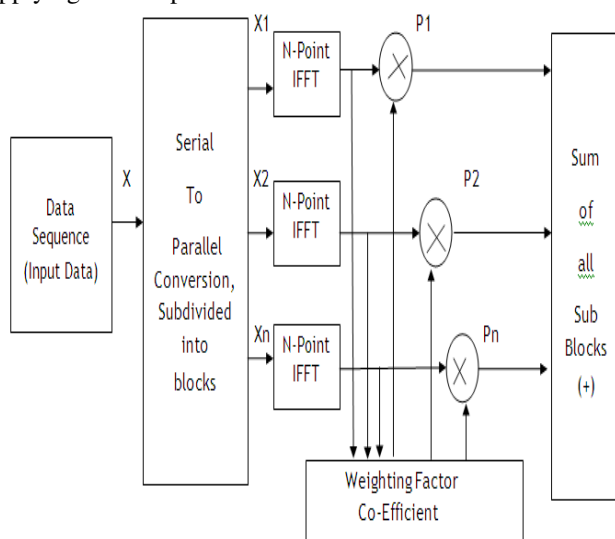 X1
P1
N-Point
IFFT
Serial
To
Parallel
Conversion,
Subdivided
into
blocks
X
Data
Sequence
(Input Data)
X2
P2
N-Point
IFFT
Xn
Pn
N-Point
IFFT
Sum
of
all
Sub
Blocks
(+)
Weighting Factor
Co-Efficient